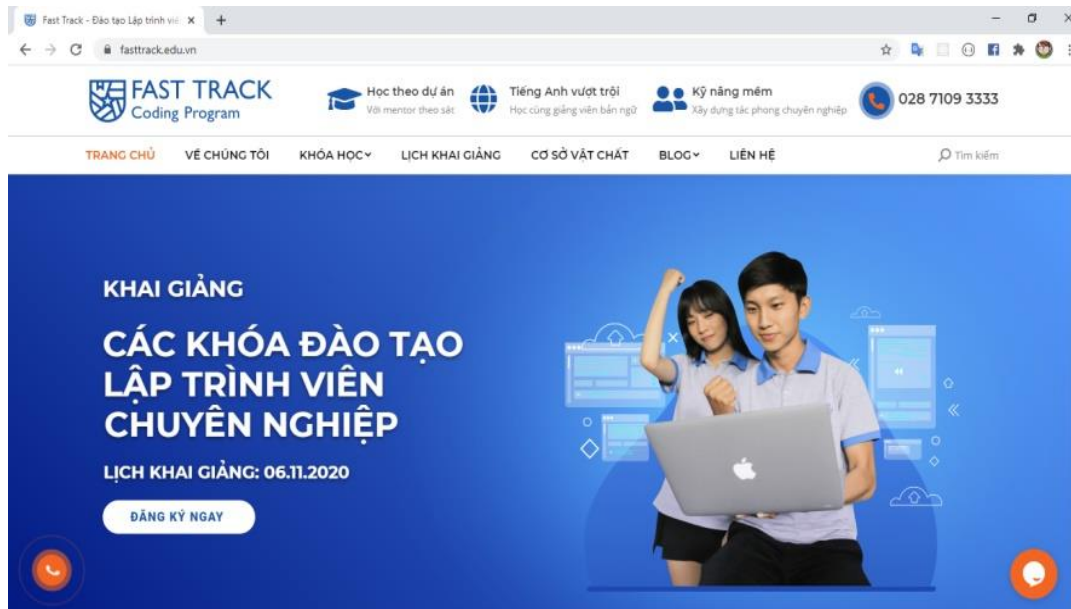 Fast Track - Đào tạo Lập trình viê
fasttrack.edu.vn
FAST TRACK
Coding Program
Học theo dự án
Với mentor theo sát
Tiếng Anh vượt trội
Học cùng giảng viên bản ngữ
Kỹ năng mềm
Xây dựng tác phong chuyên nghiệp
028 7109 3333
TRANG CHỦ VỀ CHÚNG TÔI KHÓA HỌC LỊCH KHAI GIẢNG CƠ SỞ VẬT CHẤT BLOG LIÊN HỆ Tìm kiếm
KHAI GIẢNG
CÁC KHÓA ĐÀO TẠO
LẬP TRÌNH VIÊN
CHUYÊN NGHIỆP
LỊCH KHAI GIẢNG: 06.11.2020
ĐĂNG KÝ NGAY